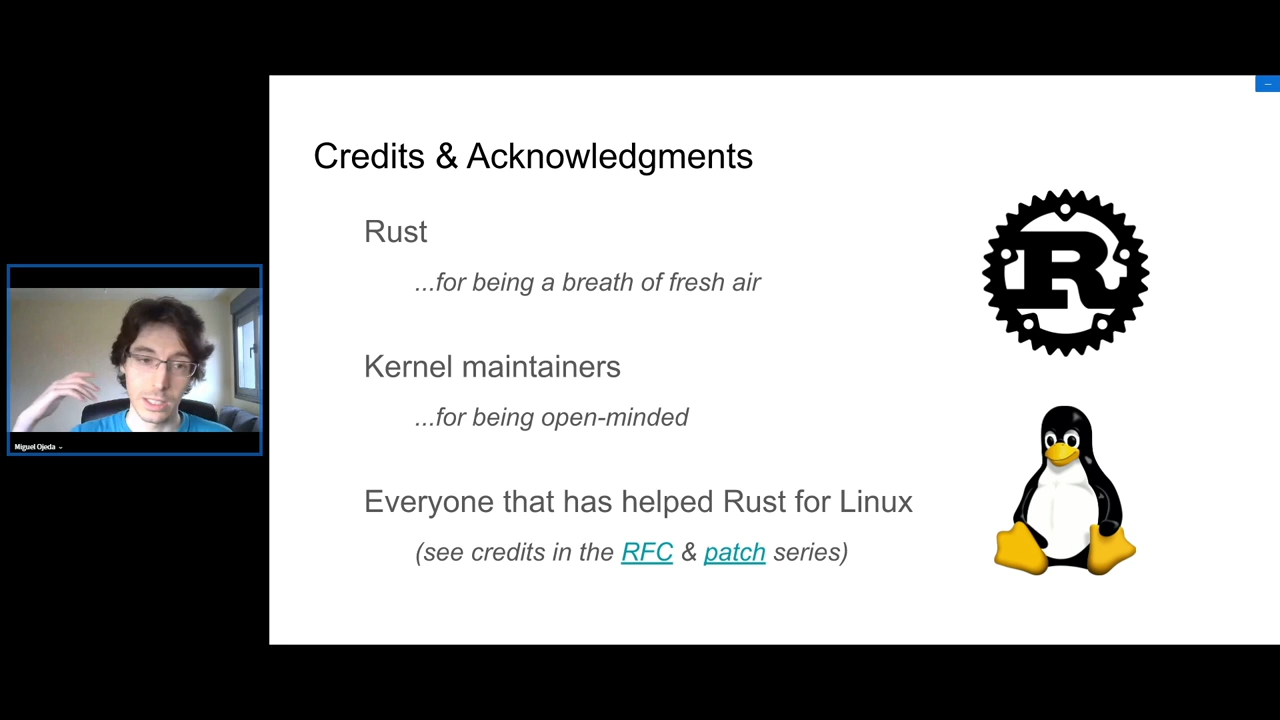 Credits & Acknowledgments
Rust
...for being a breath of fresh air
Kernel maintainers
...for being open-minded
Everyone that has helped Rust for Linux
(see credits in the RFC & patch series)
R
Miguel Ojeda